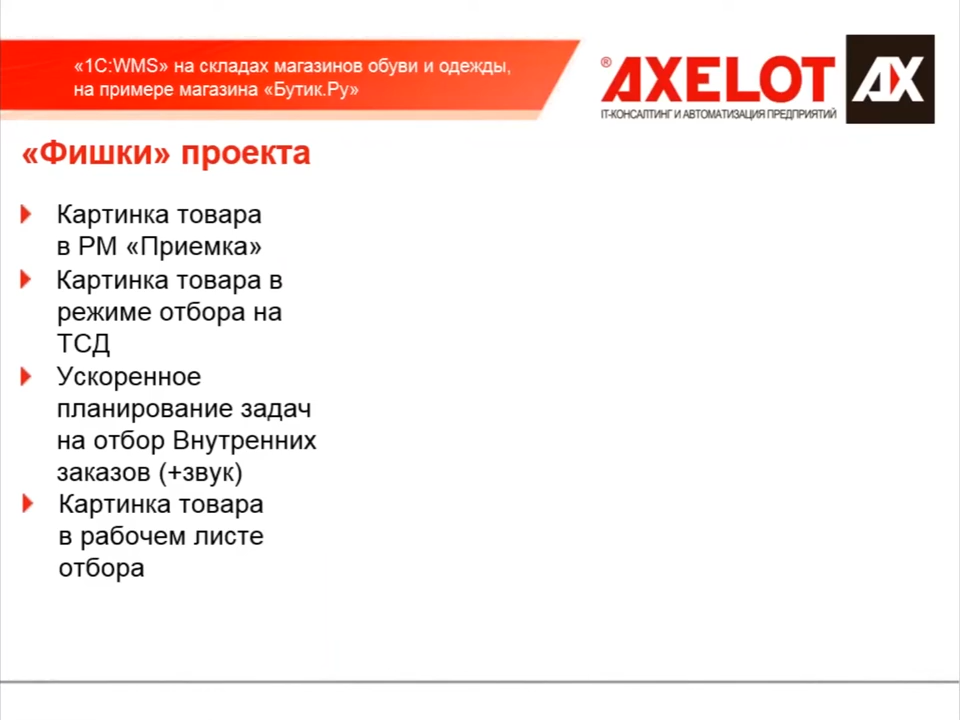 «1С:WMS» на складах магазинов обуви и одежды,
на примере магазина «Бутик.Ру»
® AXELOT AX
IT-КОНСАЛТИНГ И АВТОМАТИЗАЦИЯ ПРЕДПРИЯТИЙ
«Фишки» проекта
Картинка товара
в РМ «Приемка»
Картинка товара в
режиме отбора на
ТСД
Ускоренное
планирование задач
на отбор Внутренних
заказов (+звук)
Картинка товара
в рабочем листе
отбора